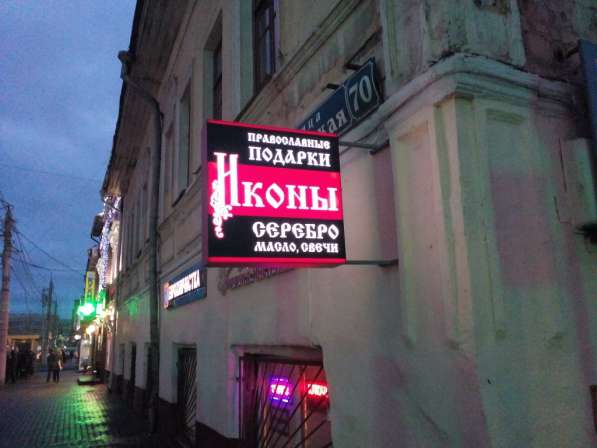 ПРАВОСЛАВНЫЕ
ПОДАРКИ
ИКОНЫ
СЕРЕБРО
МАСЛО, СВЕЧИ
70